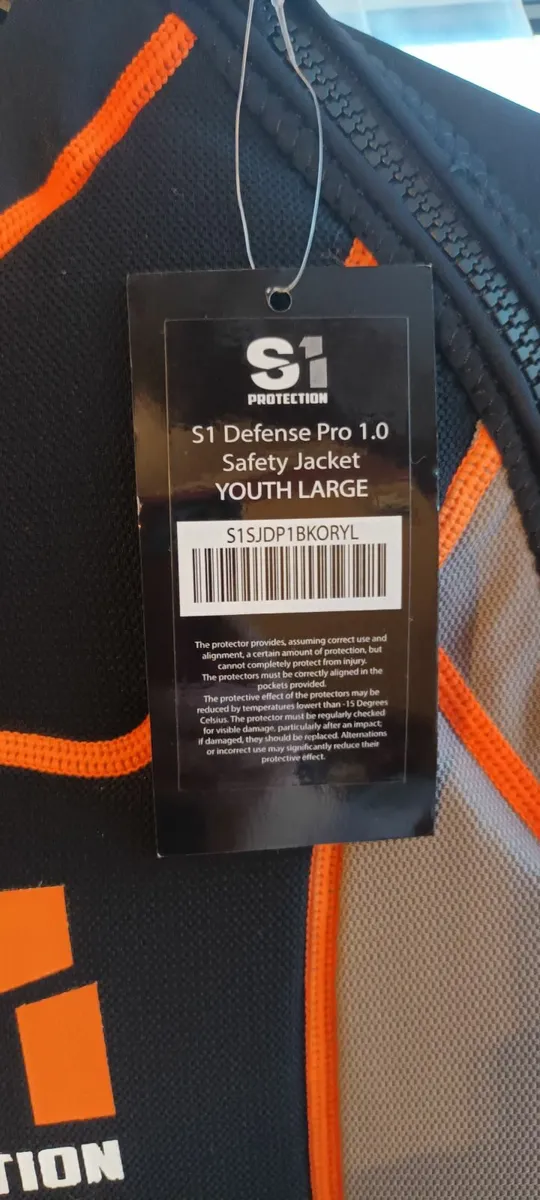 S1
PROTECTION
S1 Defense Pro 1.0
Safety Jacket
YOUTH LARGE
S1SJDP1BKORYL
The protector provides, assuming correct use and
alignment, a certain amount of protection, but
cannot completely protect from injury.
The protectors must be correctly aligned in the
pockets provided.
The protective effect of the protectors may be
reduced by temperatures lowert than -15 Degrees
Celsius. The protector must be regularly checked
for visible damage, particularly after an impact;
if damaged, they should be replaced. Alternations
or incorrect use may significantly reduce their
protective effect.
TION